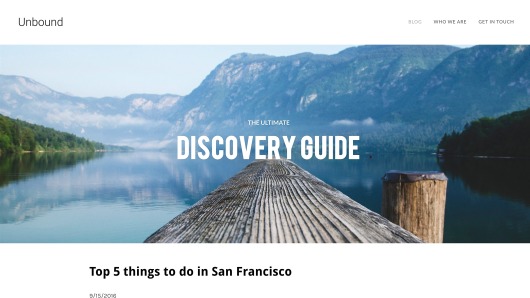 Unbound
BLOG WHO WE ARE GET IN TOUCH
THE ULTIMATE
DISCOVERY GUIDE
Top 5 things to do in San Francisco
9/15/2016